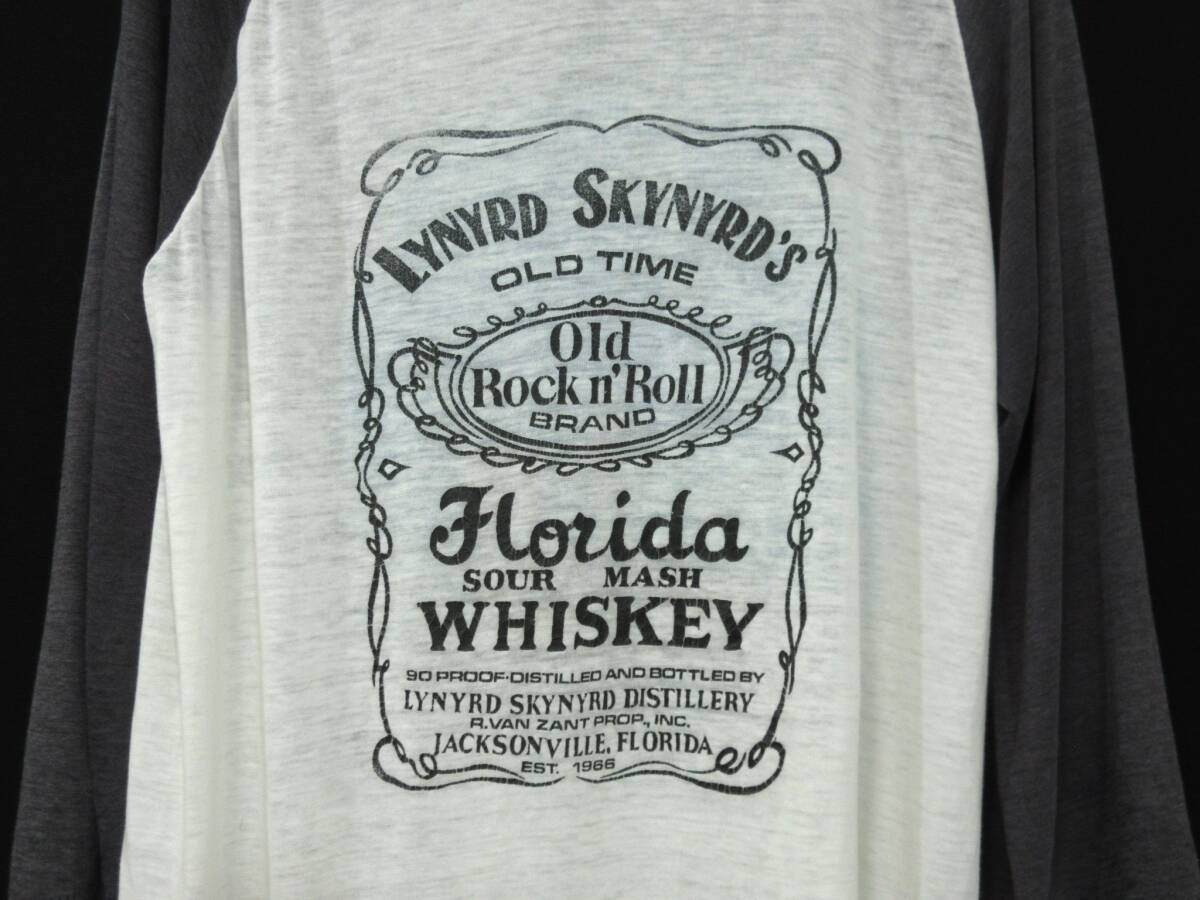 LYNYRD SKYNYRD'S
OLD TIME
Old
Rock n' Roll
BRAND
Florida
SOUR MASH
WHISKEY
90 PROOF·DISTILLED AND BOTTLED BY
LYNYRD SKYNYRD DISTILLERY
R.VAN ZANT PROP., INC.
JACKSONVILLE, FLORIDA
EST. 1966